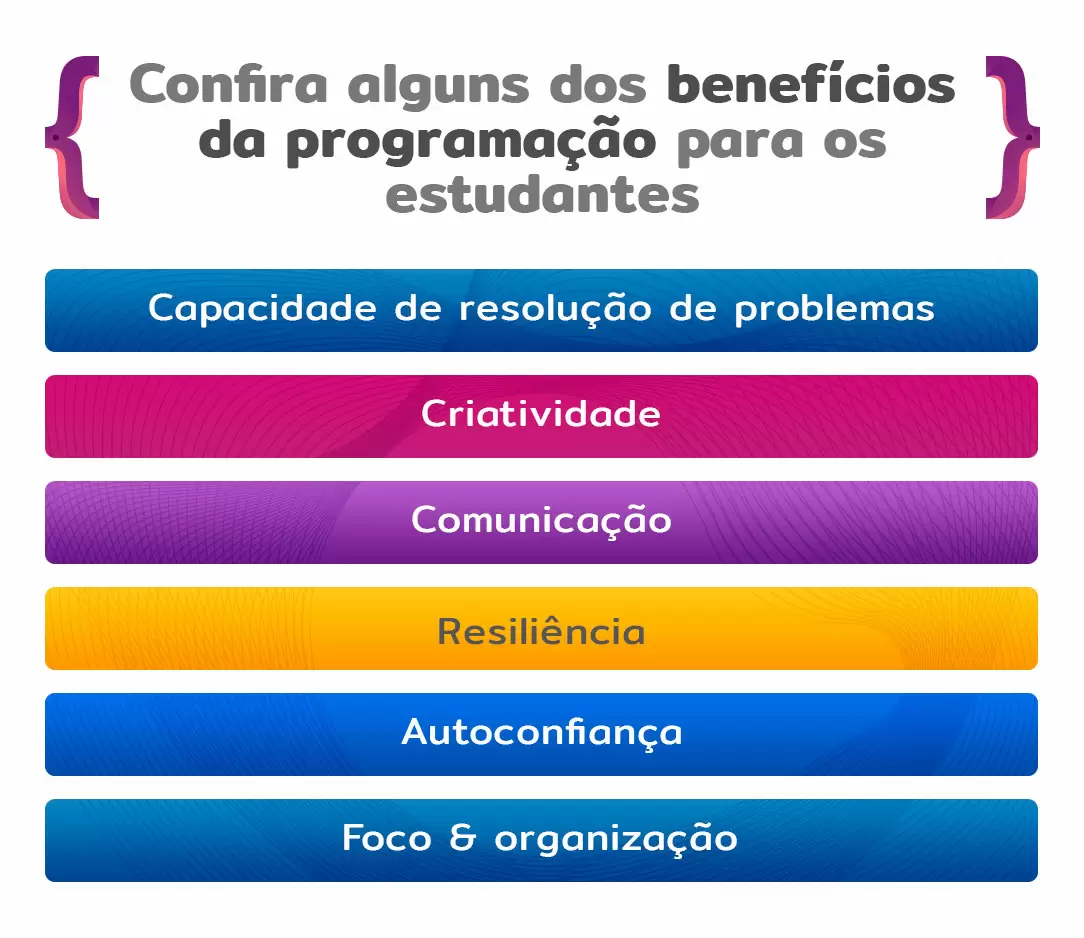 Confira alguns dos benefícios
da programação para os
estudantes
Capacidade de resolução de problemas
Criatividade
Comunicação
Resiliência
Autoconfiança
Foco & organização